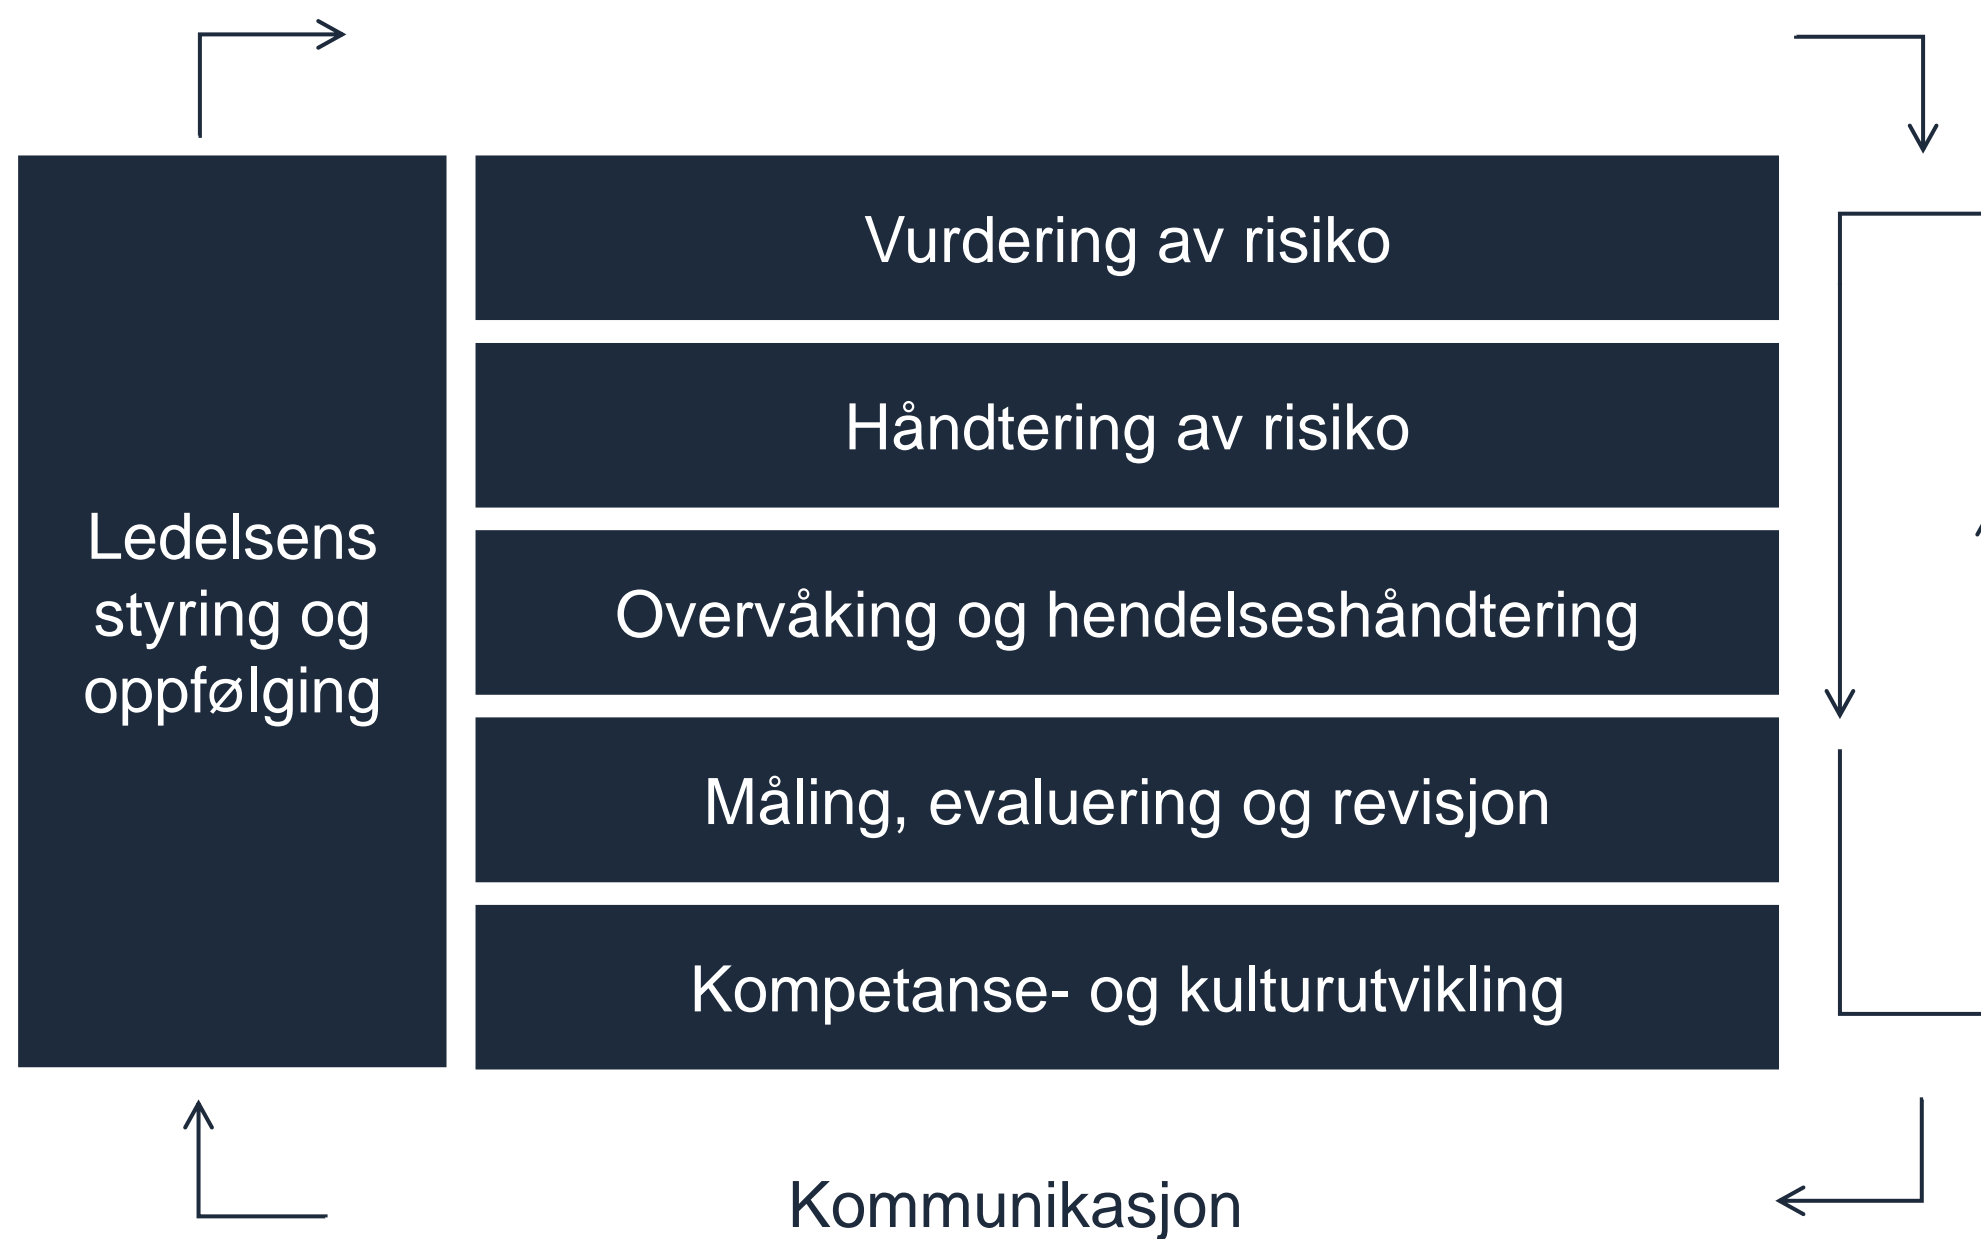 Ledelsens
styring og
oppfølging
Vurdering av risiko
Håndtering av risiko
Overvåking og hendelseshåndtering
Måling, evaluering og revisjon
Kompetanse- og kulturutvikling
Kommunikasjon